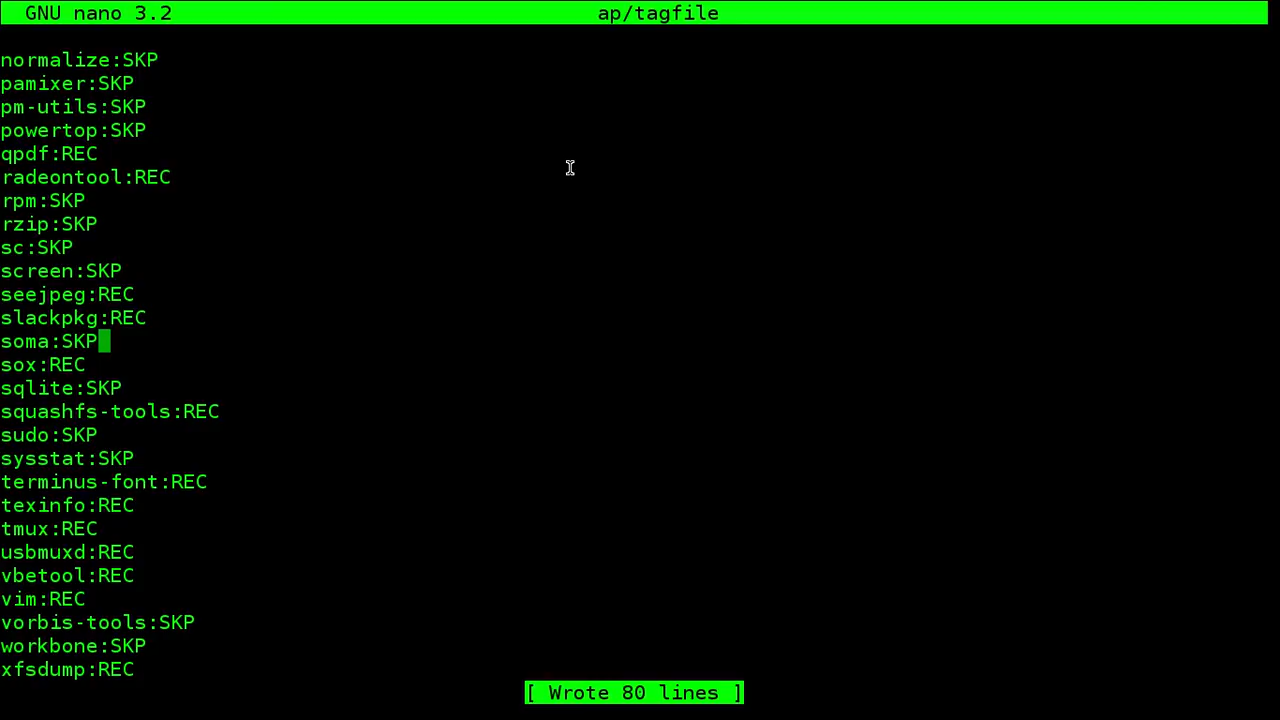 GNU nano 3.2 ap/tagfile
normalize:SKP
pamixer:SKP
pm-utils:SKP
powertop:SKP
qpdf:REC
radeontool:REC
rpm:SKP
rzip:SKP
sc:SKP
screen:SKP
seejpeg:REC
slackpkg:REC
soma:SKP
sox:REC
sqlite:SKP
squashfs-tools:REC
sudo:SKP
sysstat:SKP
terminus-font:REC
texinfo:REC
tmux:REC
usbmuxd:REC
vbetool:REC
vim:REC
vorbis-tools:SKP
workbone:SKP
xfsdump:REC
[ Wrote 80 lines ]